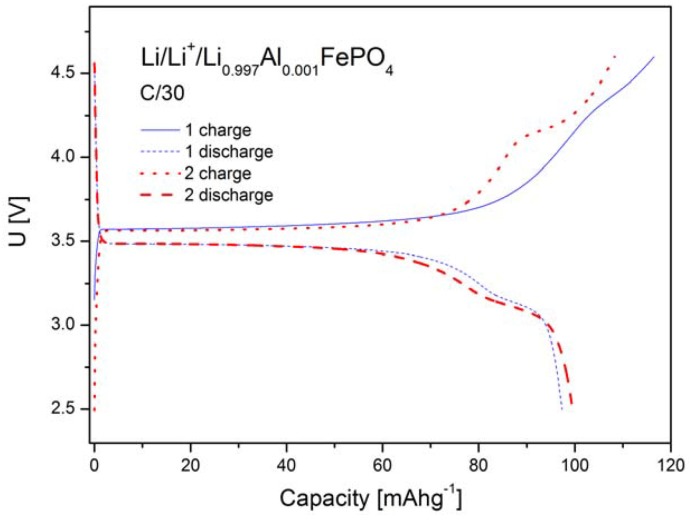 Li/Li⁺/Li₀.₉₉₇Al₀.₀₀₁FePO₄
C/30
1 charge
1 discharge
2 charge
2 discharge
U [V]
4.5
4.0
3.5
3.0
2.5
0 20 40 60 80 100 120
Capacity [mAhg⁻¹]